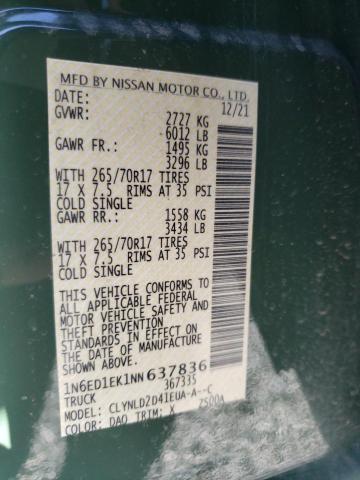 MFD BY NISSAN MOTOR CO., LTD.
DATE: 12/21
GVWR: 2727 KG
6012 LB
GAWR FR.: 1495 KG
3296 LB
WITH 265/70R17 TIRES
17 X 7.5 RIMS AT 35 PSI
COLD SINGLE
GAWR RR.: 1558 KG
3434 LB
WITH 265/70R17 TIRES
17 X 7.5 RIMS AT 35 PSI
COLD SINGLE
THIS VEHICLE CONFORMS TO
ALL APPLICABLE FEDERAL
MOTOR VEHICLE SAFETY AND
THEFT PREVENTION
STANDARDS IN EFFECT ON
THE DATE OF MANUFACTURE
SHOWN ABOVE.
1N6ED1EK1NN637836
TRUCK 367335
MODEL: CLYNLD2D41EUA-A--C
COLOR: DAO TRIM: X Z500A